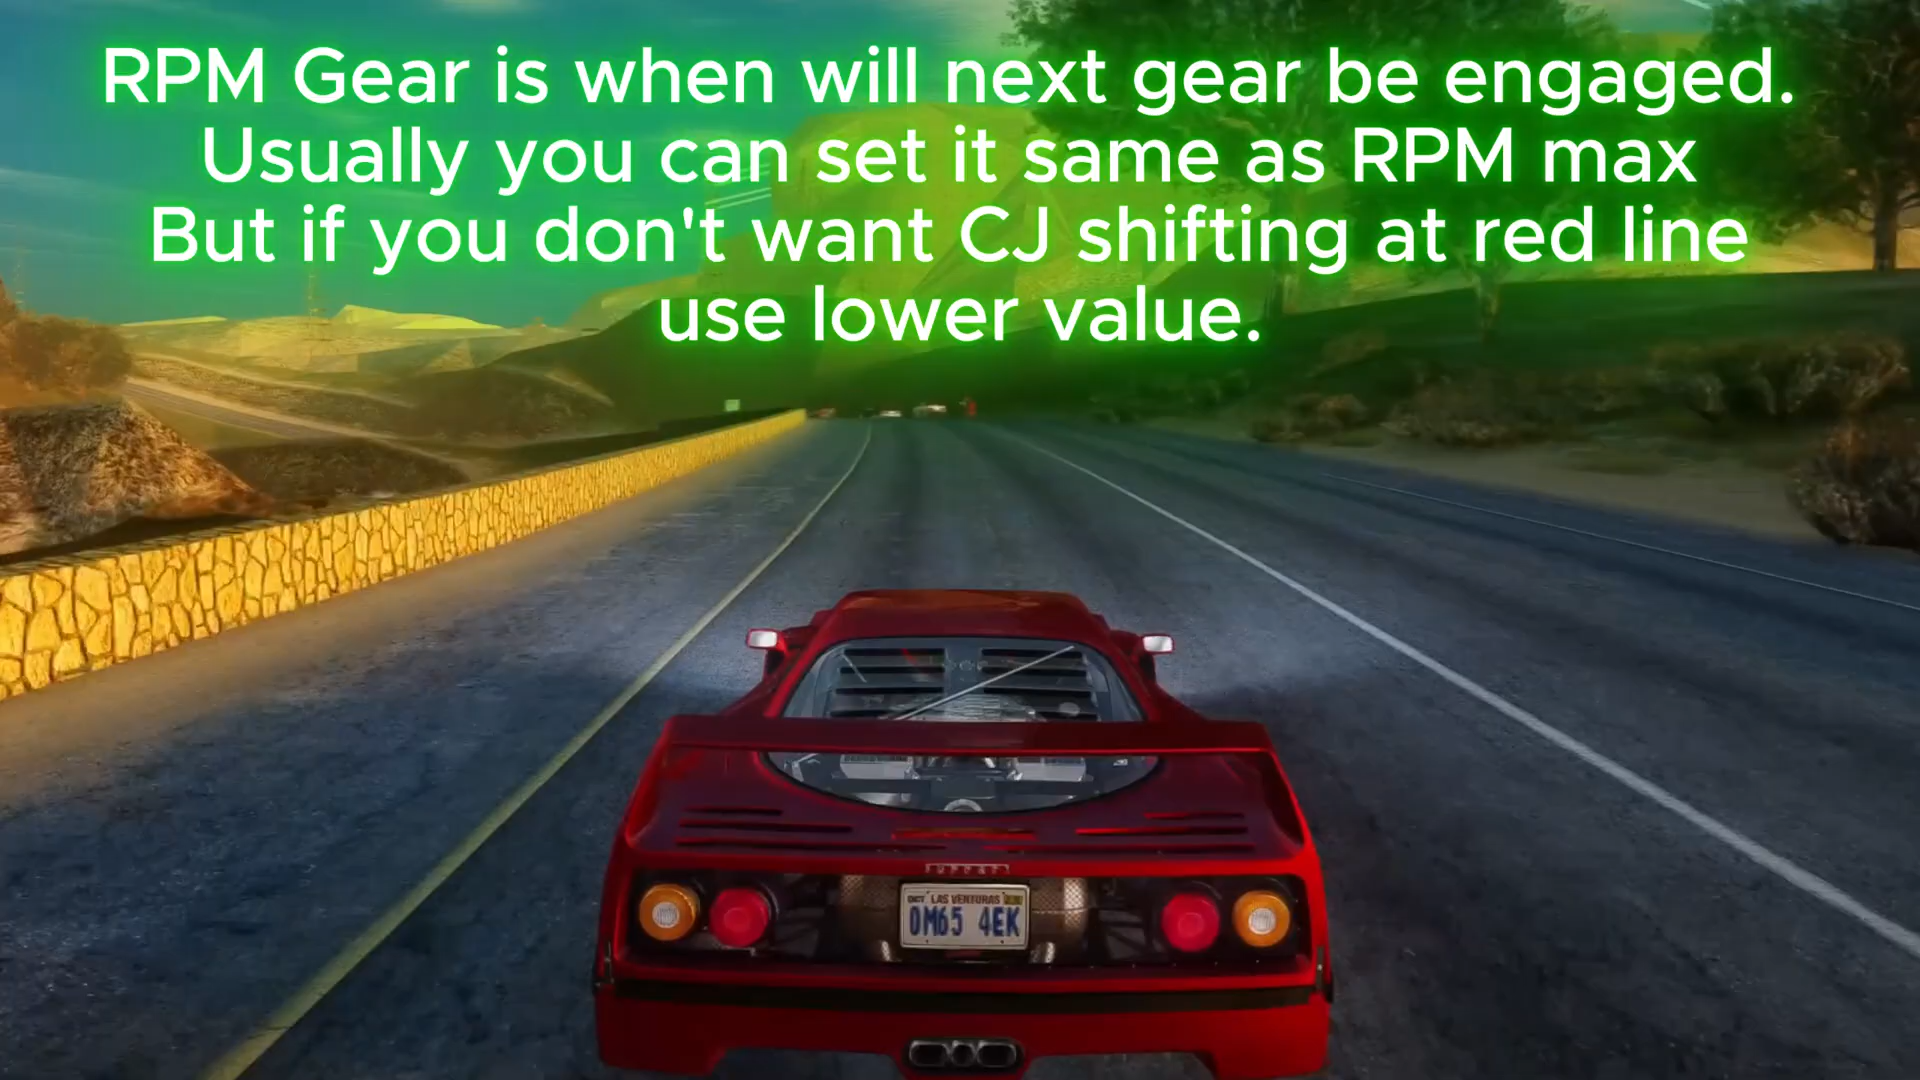 RPM Gear is when will next gear be engaged.
Usually you can set it same as RPM max
But if you don't want CJ shifting at red line
use lower value.
LAS VENTURAS
0M65 4EK